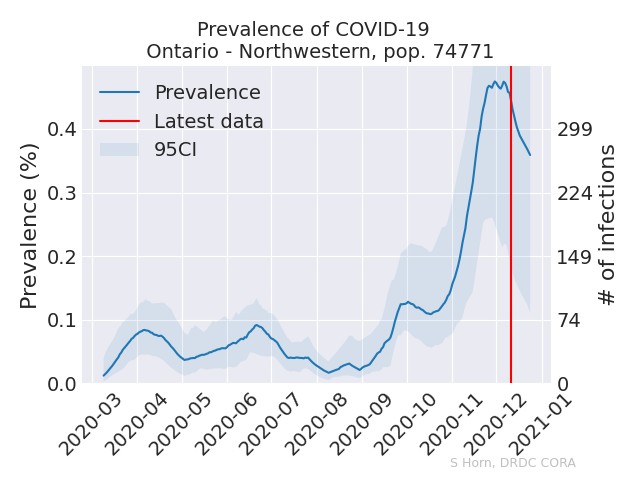 Prevalence of COVID-19
Ontario - Northwestern, pop. 74771
Prevalence
Latest data
95CI
Prevalence (%)
0.4
0.3
0.2
0.1
0.0
299
224
149
74
0
# of infections
2020-03
2020-04
2020-05
2020-06
2020-07
2020-08
2020-09
2020-10
2020-11
2020-12
2021-01
S Horn, DRDC CORA